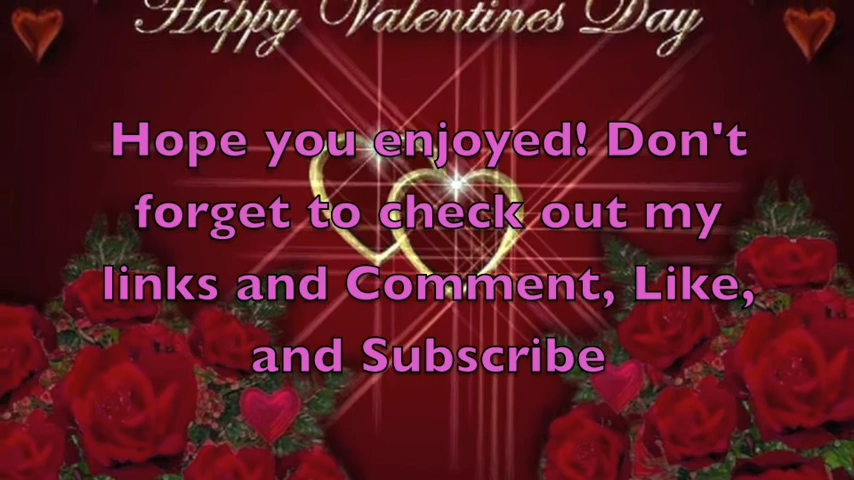 Happy Valentines Day
Hope you enjoyed! Don't
forget to check out my
links and Comment, Like,
and Subscribe